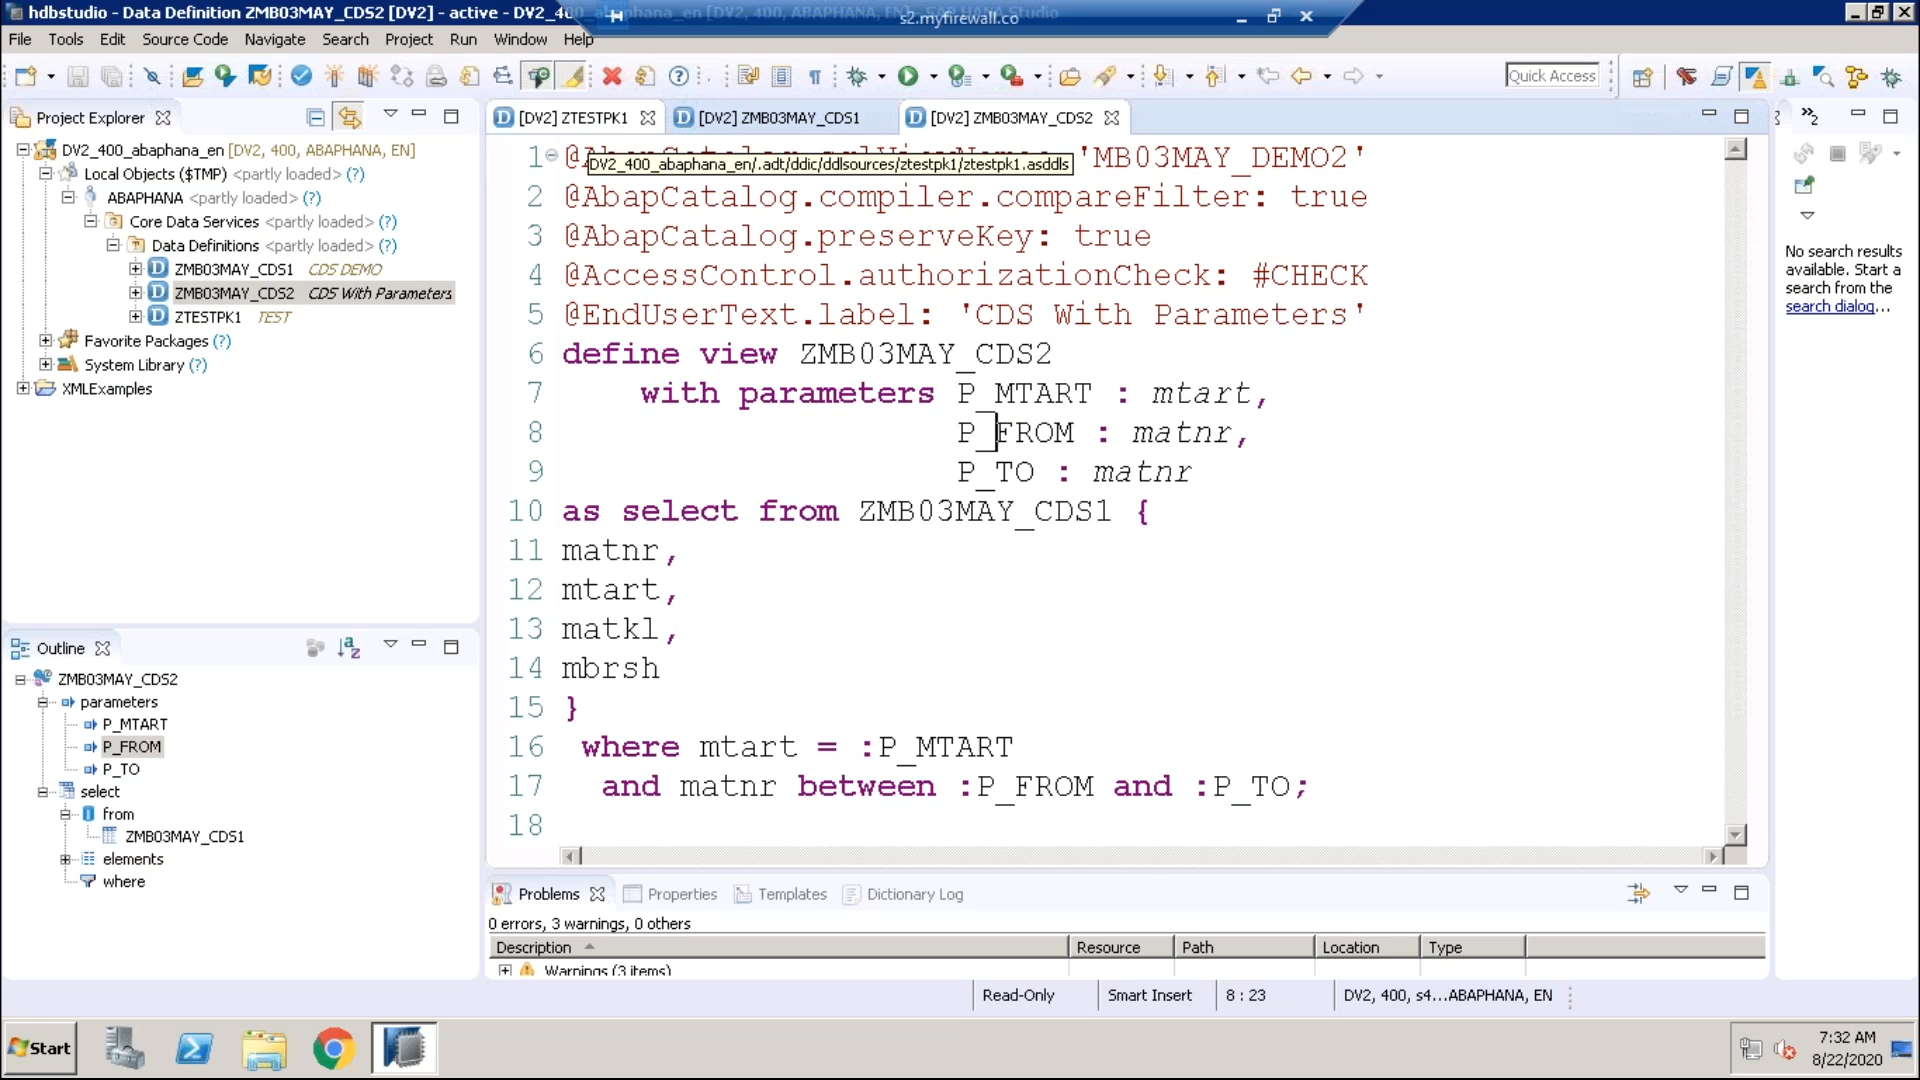 hdbstudio - Data Definition ZMB03MAY_CDS2 [DV2] - active - DV2_400_abaphana_en [DV2, 400, ABAPHANA, EN]
s2.myfirewall.co
File Tools Edit Source Code Navigate Search Project Run Window Help
Quick Access
Project Explorer
[DV2] ZTESTPK1
[DV2] ZMB03MAY_CDS1
[DV2] ZMB03MAY_CDS2
DV2_400_abaphana_en [DV2, 400, ABAPHANA, EN]
Local Objects ($TMP) <partly loaded> (?)
ABAPHANA <partly loaded> (?)
Core Data Services <partly loaded> (?)
Data Definitions <partly loaded> (?)
ZMB03MAY_CDS1 CDS DEMO
ZMB03MAY_CDS2 CDS With Parameters
ZTESTPK1 TEST
Favorite Packages (?)
System Library (?)
XMLExamples
DV2_400_abaphana_en/.adt/ddic/ddlsources/ztestpk1/ztestpk1.asddls
1 'MB03MAY_DEMO2'
2 @AbapCatalog.compiler.compareFilter: true
3 @AbapCatalog.preserveKey: true
4 @AccessControl.authorizationCheck: #CHECK
5 @EndUserText.label: 'CDS With Parameters'
6 define view ZMB03MAY_CDS2
7 with parameters P_MTART : mtart,
8 P_FROM : matnr,
9 P_TO : matnr
10 as select from ZMB03MAY_CDS1 {
11 matnr,
12 mtart,
13 matkl,
14 mbrsh
15 }
16 where mtart = :P_MTART
17 and matnr between :P_FROM and :P_TO;
18
2
No search results
available. Start a
search from the
search dialog...
Outline
ZMB03MAY_CDS2
parameters
P_MTART
P_FROM
P_TO
select
from
ZMB03MAY_CDS1
elements
where
Problems Properties Templates Dictionary Log
0 errors, 3 warnings, 0 others
Description Resource Path Location Type
Warnings (3 items)
Read-Only Smart Insert 8 : 23 DV2, 400, s4...ABAPHANA, EN
Start
7:32 AM
8/22/2020